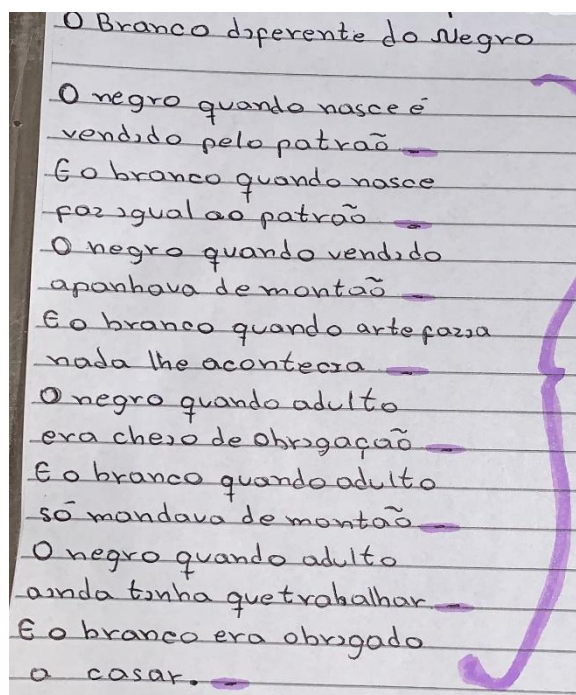 O Branco diferente do Negro
O negro quando nasce é
vendido pelo patrão
E o branco quando nasce
faz igual ao patrão
O negro quando vendido
apanhava de montão
E o branco quando arte fazia
nada lhe acontecia
O negro quando adulto
era cheio de obrigação
E o branco quando adulto
só mandava de montão
O negro quando adulto
ainda tinha que trabalhar
E o branco era obrigado
a casar.